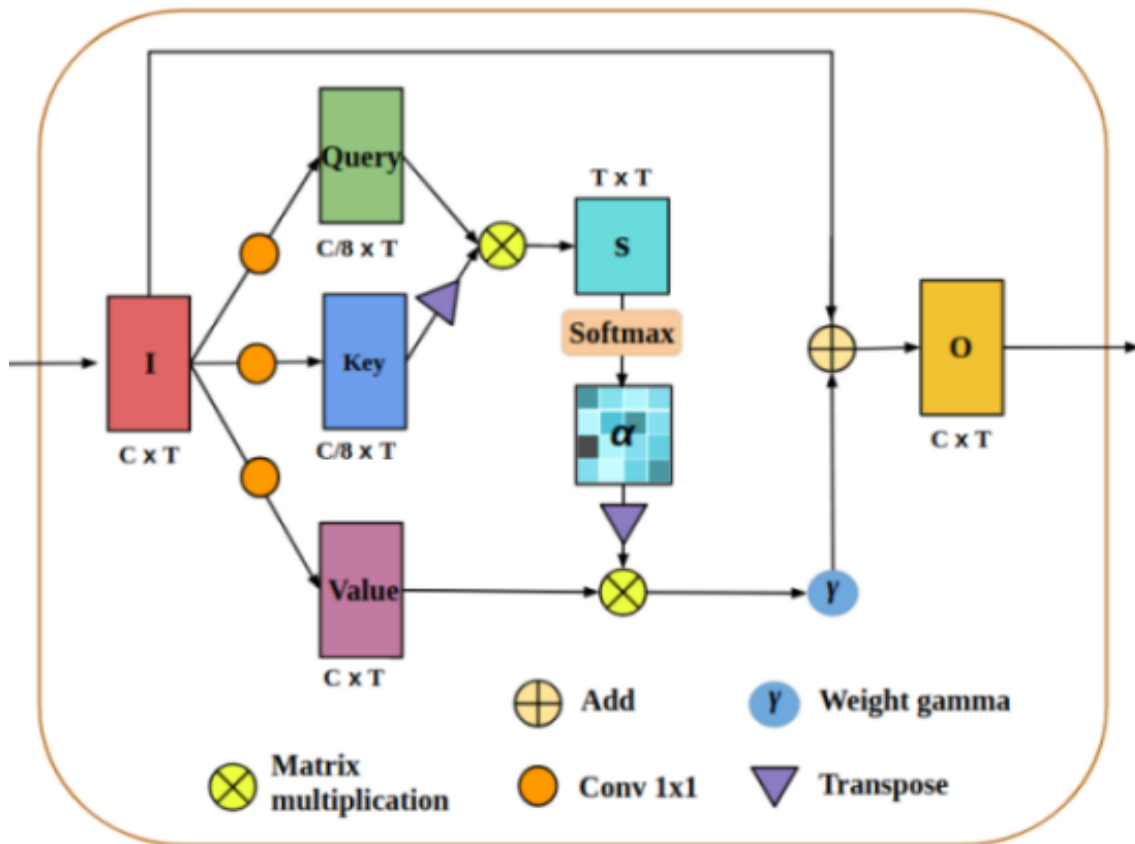 Query
C/8 x T
T x T
S
I
C x T
Key
C/8 x T
Softmax
α
O
C x T
Value
C x T
γ
Add
γ
Weight gamma
Matrix
multiplication
Conv 1x1
Transpose